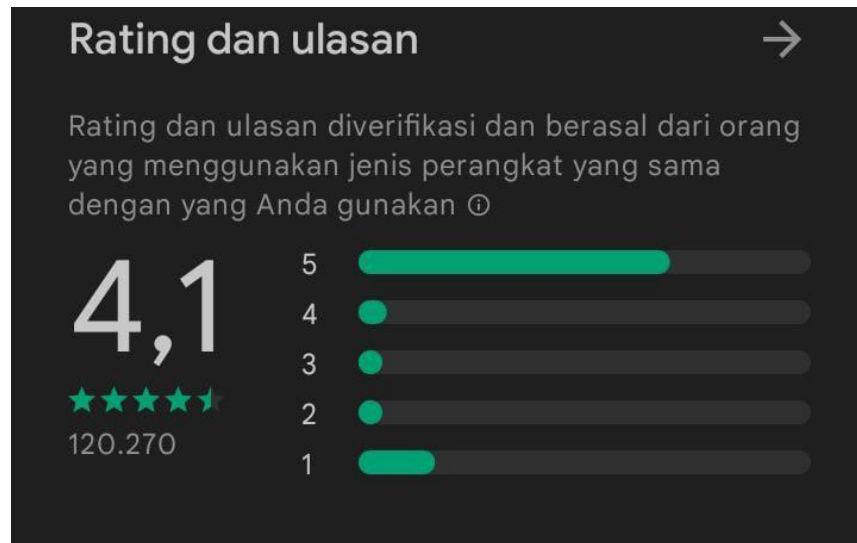 Rating dan ulasan
Rating dan ulasan diverifikasi dan berasal dari orang
yang menggunakan jenis perangkat yang sama
dengan yang Anda gunakan
4,1
120.270
5
4
3
2
1